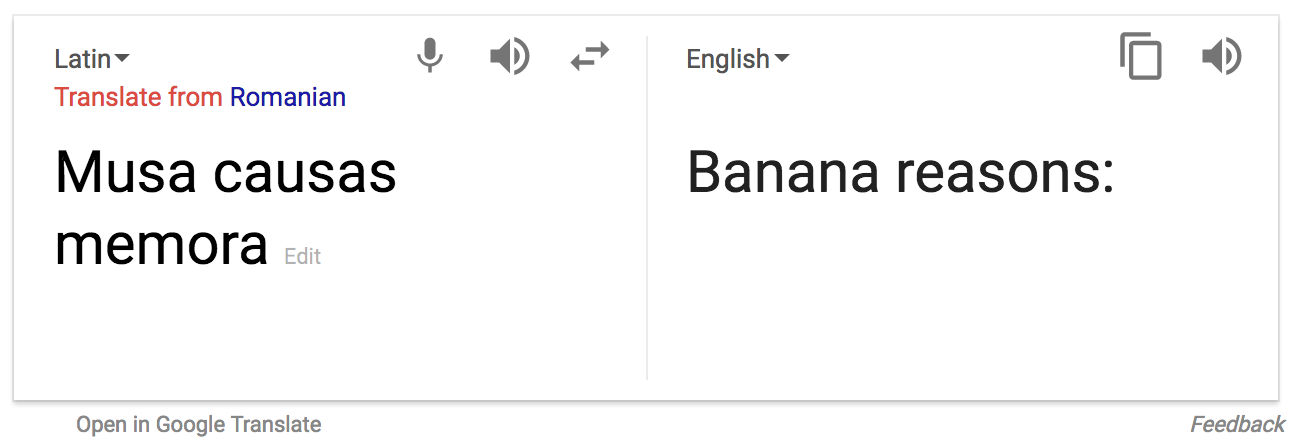 Latin English
Translate from Romanian
Musa causas Banana reasons:
memora Edit
Open in Google Translate Feedback